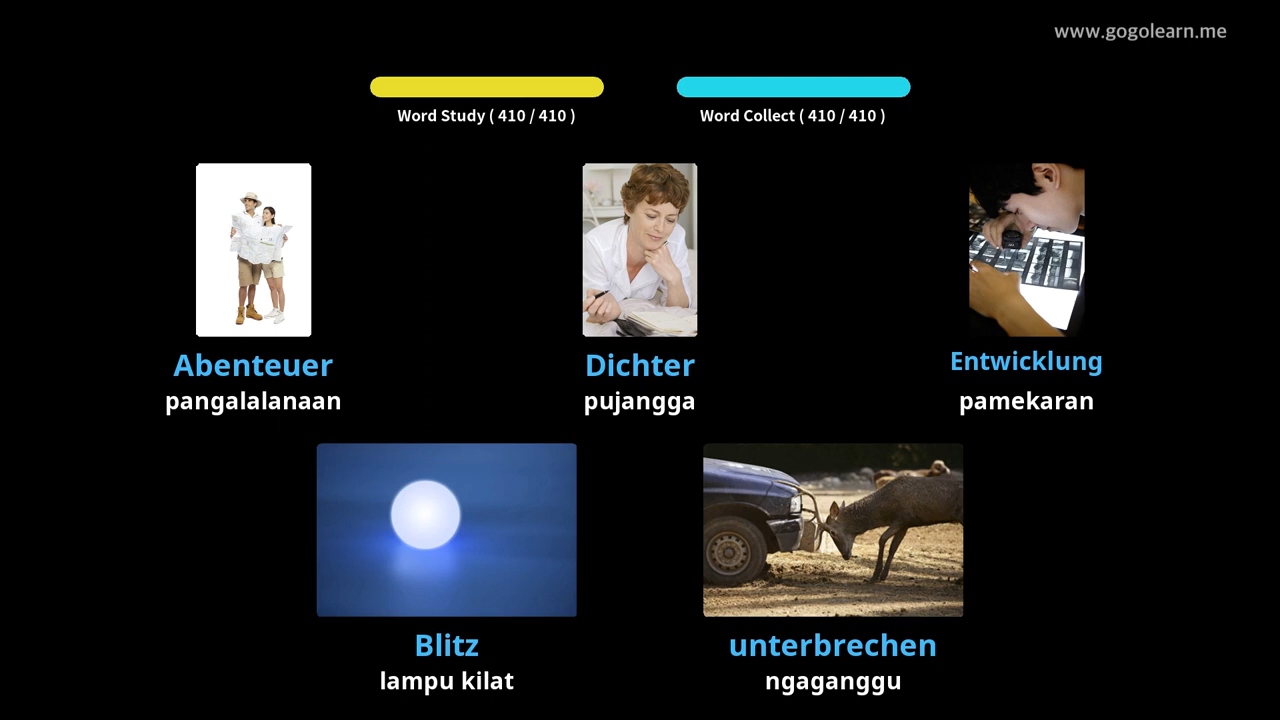 www.gogolearn.me
Word Study ( 410 / 410 )
Word Collect ( 410 / 410 )
Abenteuer
pangalalanaan
Dichter
pujangga
Entwicklung
pamekaran
Blitz
lampu kilat
unterbrechen
ngaganggu